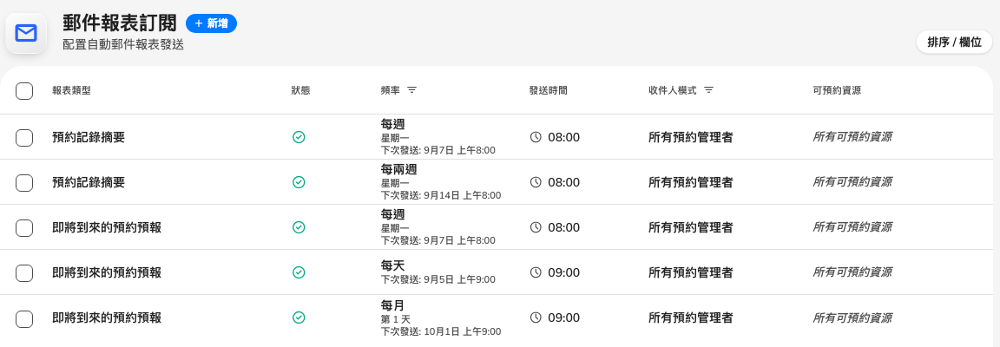 郵件報表訂閱
+ 新增
配置自動郵件報表發送
排序 / 欄位
報表類型 狀態 頻率 發送時間 收件人模式 可預約資源
預約記錄摘要
每週
星期一
下次發送: 9月7日 上午8:00
08:00
所有預約管理者
所有可預約資源
預約記錄摘要
每兩週
星期一
下次發送: 9月14日 上午8:00
08:00
所有預約管理者
所有可預約資源
即將到來的預約預報
每週
星期一
下次發送: 9月7日 上午8:00
08:00
所有預約管理者
所有可預約資源
即將到來的預約預報
每天
下次發送: 9月5日 上午9:00
09:00
所有預約管理者
所有可預約資源
即將到來的預約預報
每月
第 1 天
下次發送: 10月1日 上午9:00
09:00
所有預約管理者
所有可預約資源